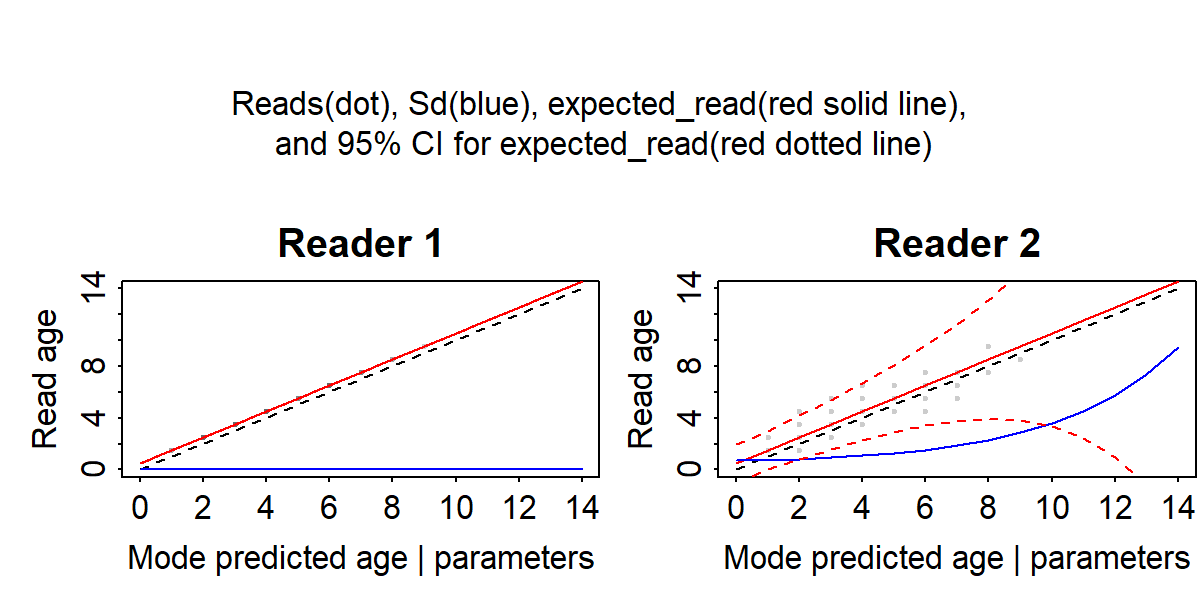 Reads(dot), Sd(blue), expected_read(red solid line),
and 95% CI for expected_read(red dotted line)
Reader 1
Read age
0 4 8 14
0 2 4 6 8 10 12 14
Mode predicted age | parameters
Reader 2
Read age
0 4 8 14
0 2 4 6 8 10 12 14
Mode predicted age | parameters